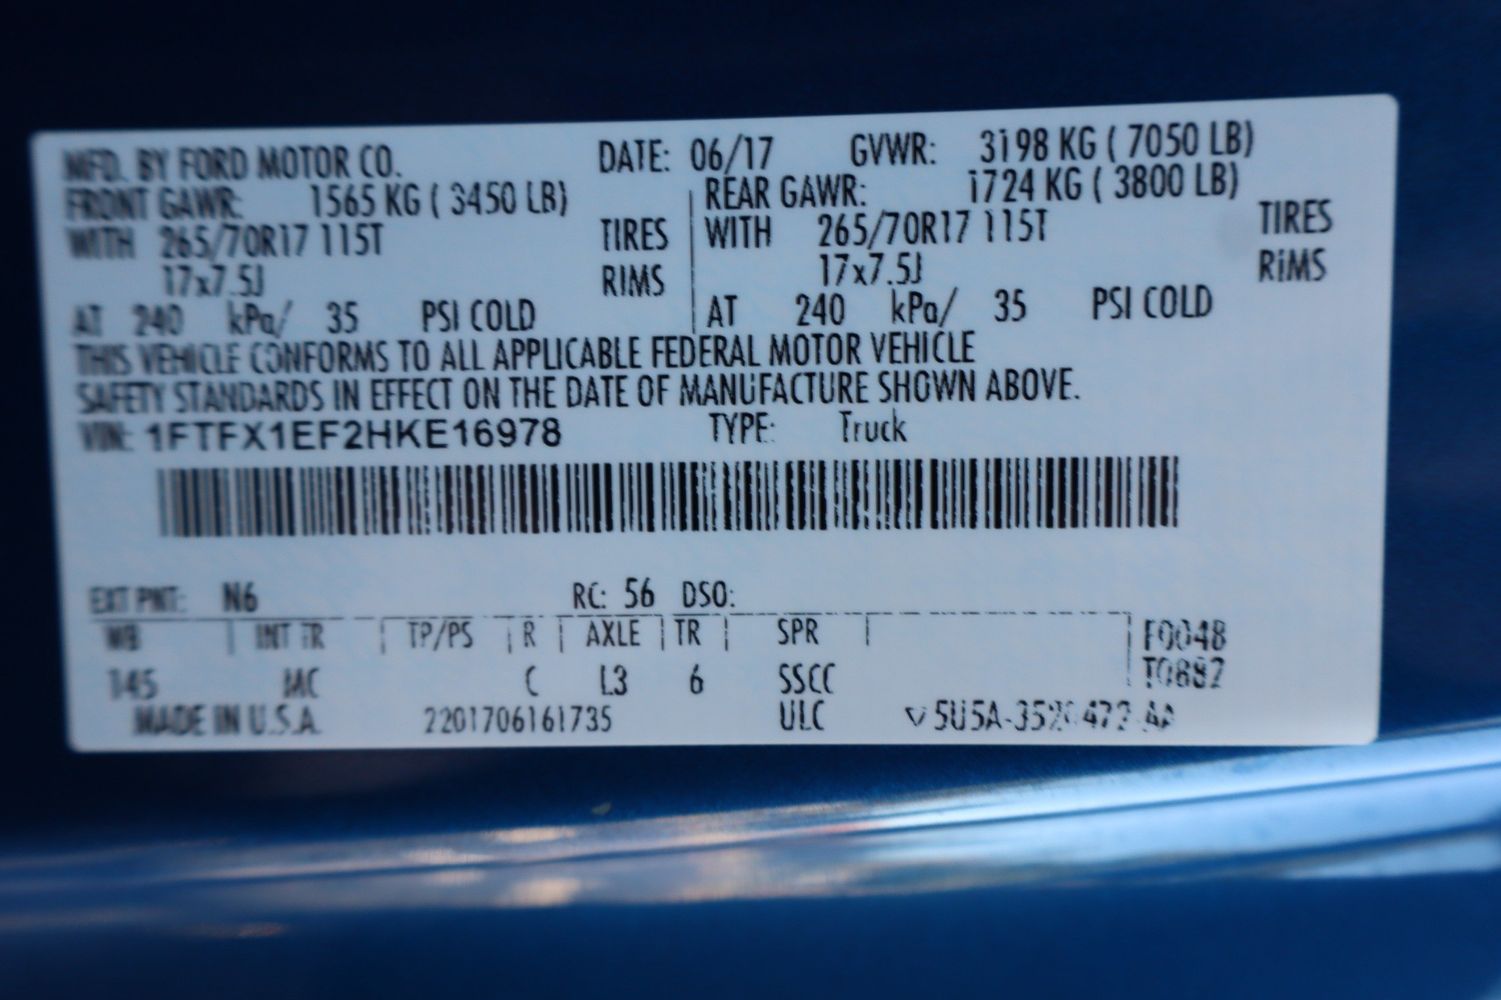 MFD. BY FORD MOTOR CO. DATE: 06/17 GVWR: 3198 KG ( 7050 LB)
FRONT GAWR: 1565 KG ( 3450 LB) REAR GAWR: 1724 KG ( 3800 LB)
WITH 265/70R17 115T TIRES WITH 265/70R17 115T TIRES
17x7.5J RIMS 17x7.5J RIMS
AT 240 kPa/ 35 PSI COLD AT 240 kPa/ 35 PSI COLD
THIS VEHICLE CONFORMS TO ALL APPLICABLE FEDERAL MOTOR VEHICLE
SAFETY STANDARDS IN EFFECT ON THE DATE OF MANUFACTURE SHOWN ABOVE.
VIN: 1FTFX1EF2HKE16978 TYPE: Truck
EXT PNT: N6 RC: 56 DSO:
WB INT TR TP/PS R AXLE TR SPR F0048
145 MC C L3 6 SSCC T0882
MADE IN U.S.A. 2201706161735 ULC